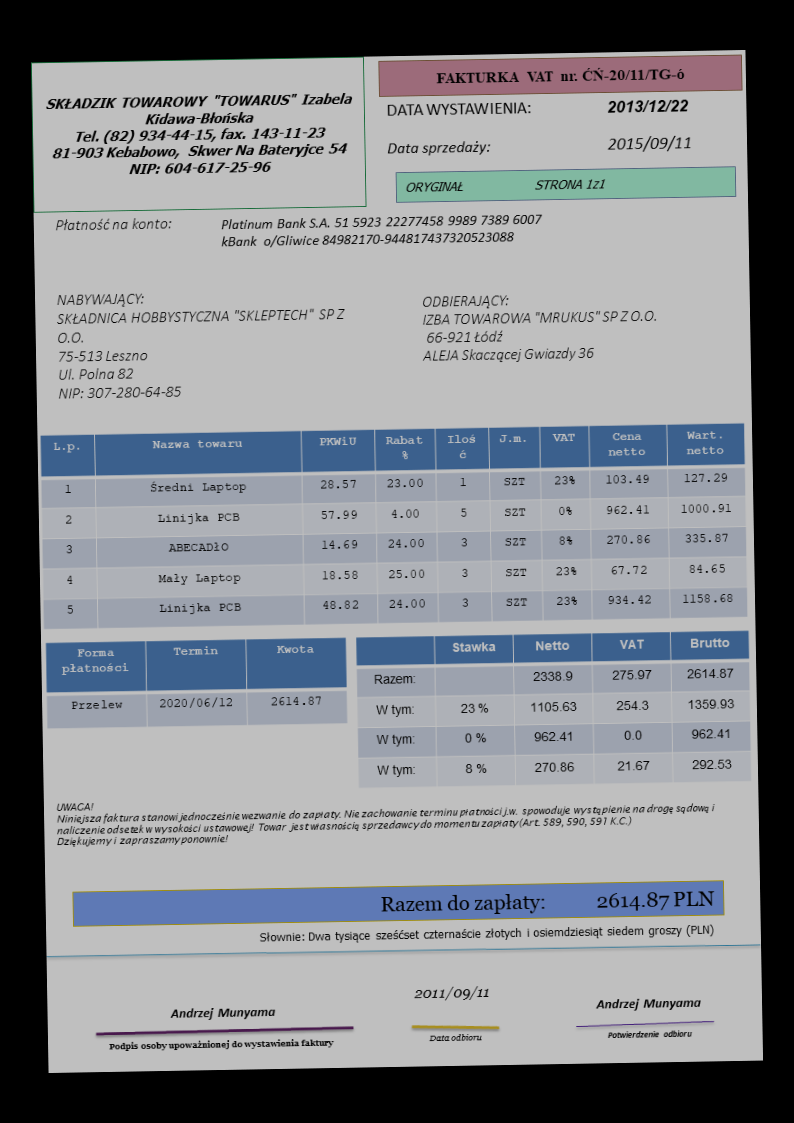 SKŁADZIK TOWAROWY "TOWARUS" Izabela
Kidawa-Błońska
Tel. (82) 934-44-15, fax. 143-11-23
81-903 Kebabowo, Skwer Na Bateryjce 54
NIP: 604-617-25-96
FAKTURKA VAT nr. ĆŃ-20/11/TG-ó
DATA WYSTAWIENIA: 2013/12/22
Data sprzedaży: 2015/09/11
ORYGINAŁ STRONA 1z1
Płatność na konto: Platinum Bank S.A. 51 5923 22277458 9989 7389 6007
kBank o/Gliwice 84982170-944817437320523088
NABYWAJĄCY:
SKŁADNICA HOBBYSTYCZNA "SKLEPTECH" SP Z
O.O.
75-513 Leszno
Ul. Polna 82
NIP: 307-280-64-85
ODBIERAJĄCY:
IZBA TOWAROWA "MRUKUS" SP Z O.O.
66-921 Łódź
ALEJA Skaczącej Gwiazdy 36
L.p. Nazwa towaru PKWiU Rabat % Iloś ć J.m. VAT Cena netto Wart. netto
1 Średni Laptop 28.57 23.00 1 SZT 23% 103.49 127.29
2 Linijka PCB 57.99 4.00 5 SZT 0% 962.41 1000.91
3 ABECADŁO 14.69 24.00 3 SZT 8% 270.86 335.87
4 Mały Laptop 18.58 25.00 3 SZT 23% 67.72 84.65
5 Linijka PCB 48.82 24.00 3 SZT 23% 934.42 1158.68
Forma płatności Termin Kwota
Przelew 2020/06/12 2614.87
Stawka Netto VAT Brutto
Razem: 2338.9 275.97 2614.87
W tym: 23 % 1105.63 254.3 1359.93
W tym: 0 % 962.41 0.0 962.41
W tym: 8 % 270.86 21.67 292.53
UWAGA!
Niniejsza faktura stanowi jednocześnie wezwanie do zapłaty. Nie zachowanie terminu płatności j.w. spowoduje wystąpienie na drogę sądową i
naliczenie odsetek w wysokości ustawowej! Towar jest własnością sprzedawcy do momentu zapłaty (Art. 589, 590, 591 K.C.)
Dziękujemy i zapraszamy ponownie!
Razem do zapłaty: 2614.87 PLN
Słownie: Dwa tysiące sześćset czternaście złotych i osiemdziesiąt siedem groszy (PLN)
Andrzej Munyama
Podpis osoby upoważnionej do wystawienia faktury
2011/09/11
Data odbioru
Andrzej Munyama
Potwierdzenie odbioru